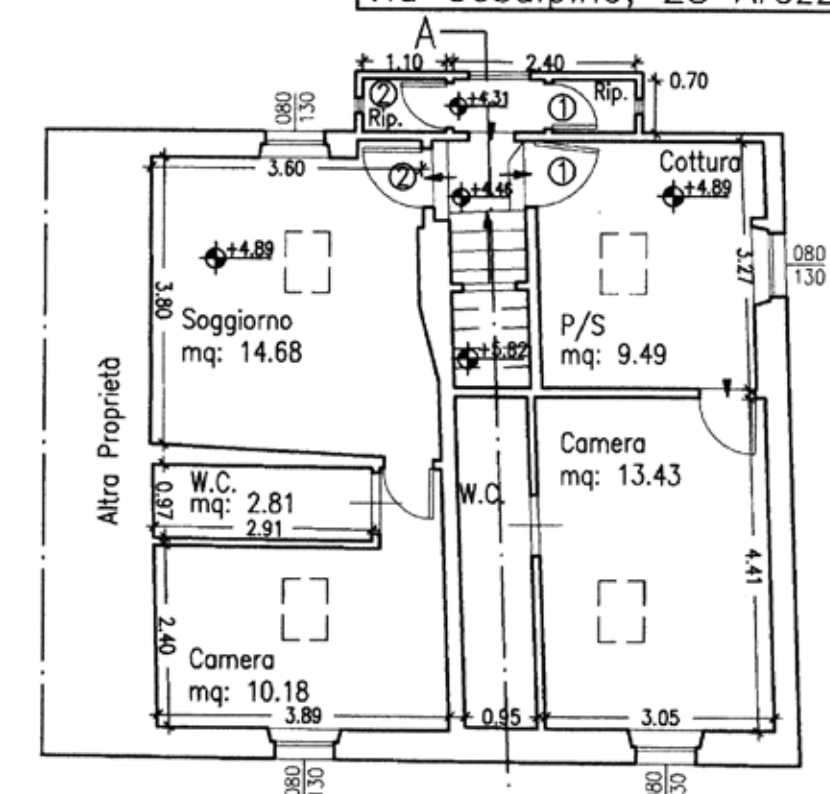 A
1.10
2.40
0.70
2
Rip.
+4.31
1
Rip.
080
130
3.60
2
+4.46
1
Cottura
+4.89
+4.89
3.27
080
130
3.80
Soggiorno
mq: 14.68
P/S
mq: 9.49
+5.82
Altra Proprietà
W.C.
mq: 2.81
0.97
2.91
W.C.
Camera
mq: 13.43
4.41
2.40
Camera
mq: 10.18
3.89
0.95
3.05
080
130
080
130